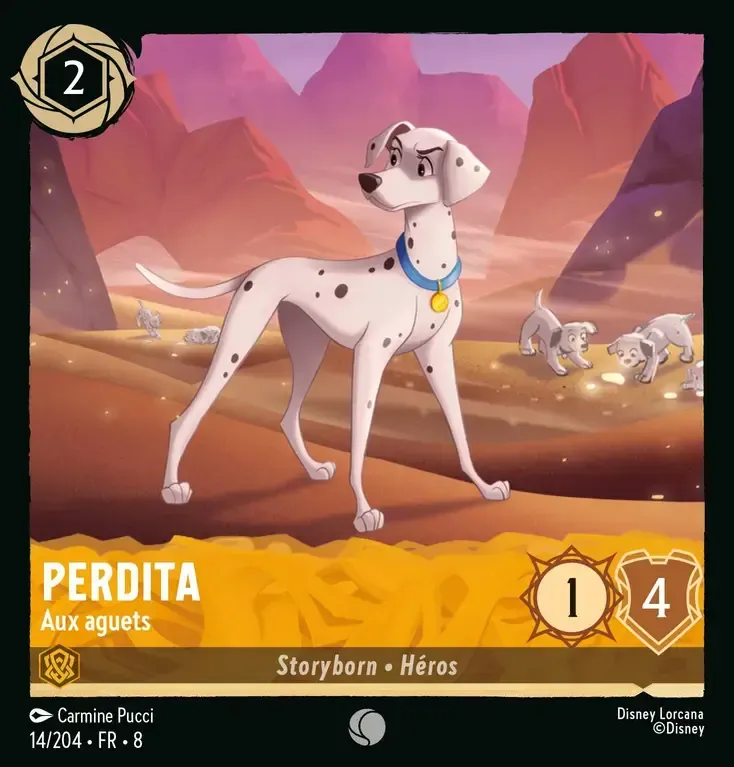 2
PERDITA
Aux aguets
1
4
Storyborn • Héros
Carmine Pucci
14/204 • FR • 8
Disney Lorcana
©Disney